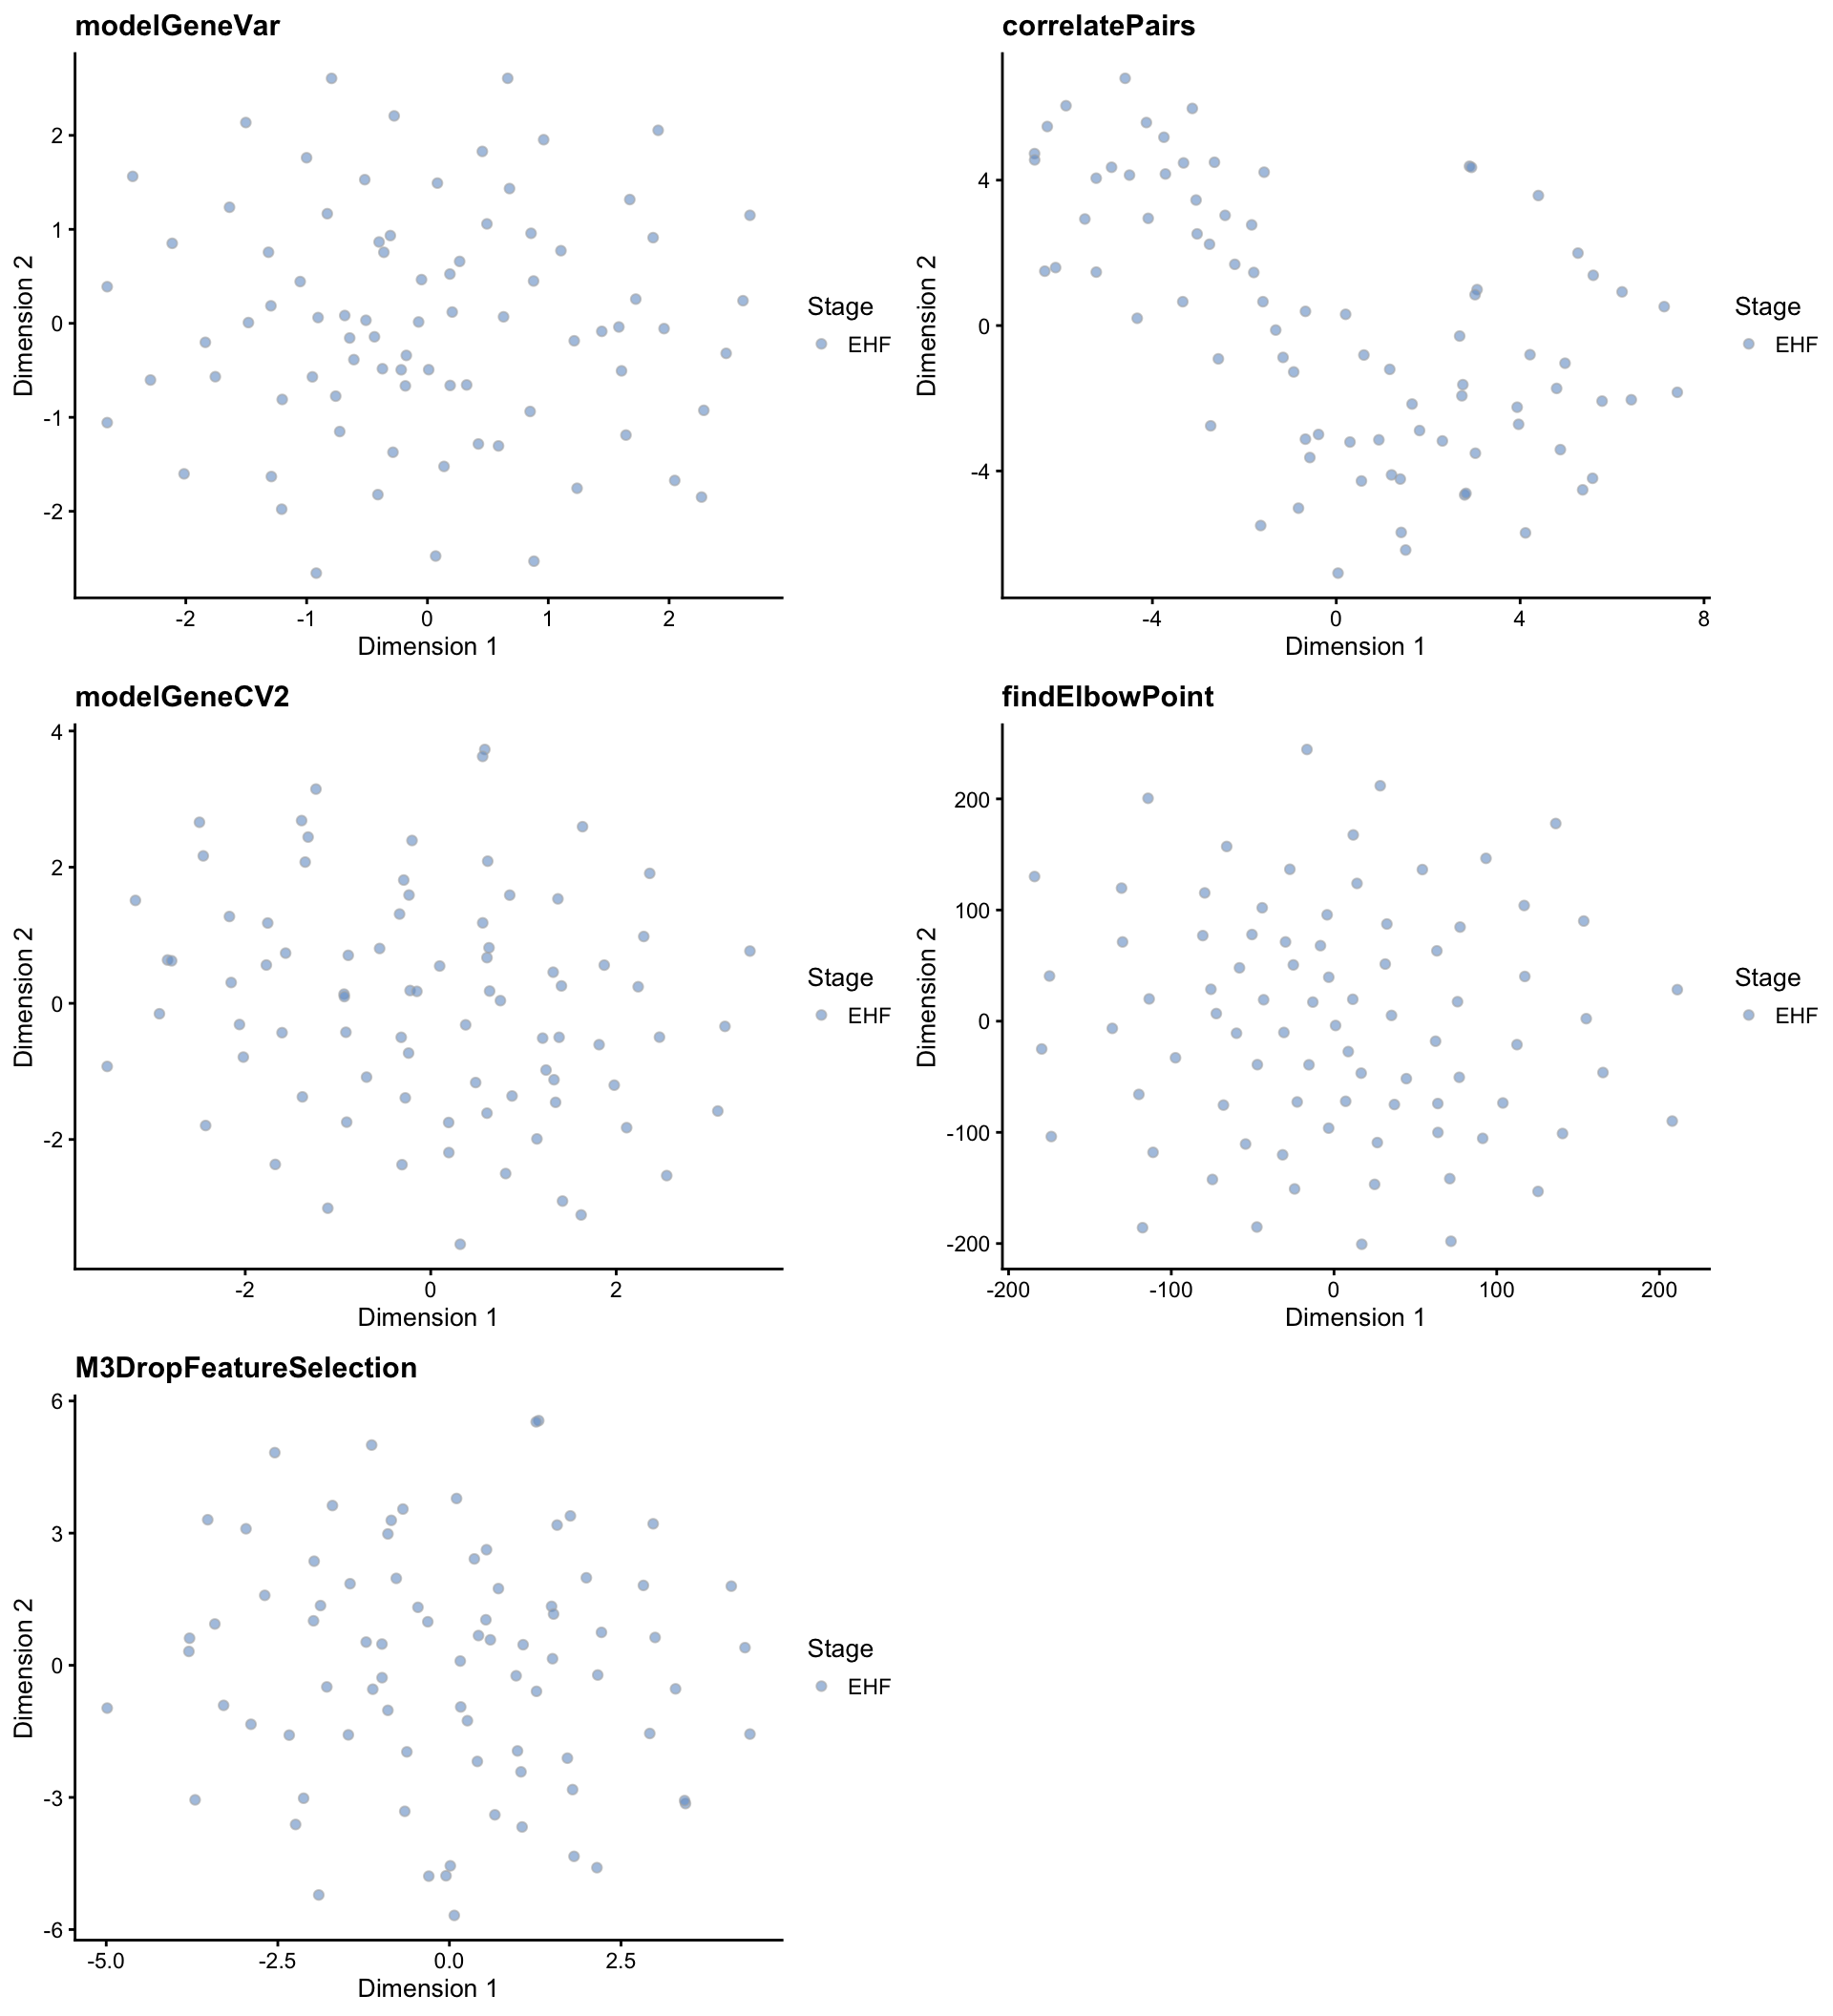 modelGeneVar
Dimension 2
2
1
0
-1
-2
-2
-1
0
1
2
Dimension 1
Stage
EHF
correlatePairs
Dimension 2
4
0
-4
-4
0
4
8
Dimension 1
Stage
EHF
modelGeneCV2
Dimension 2
4
2
0
-2
-2
0
2
Dimension 1
Stage
EHF
findElbowPoint
Dimension 2
200
100
0
-100
-200
-200
-100
0
100
200
Dimension 1
Stage
EHF
M3DropFeatureSelection
Dimension 2
6
3
0
-3
-6
-5.0
-2.5
0.0
2.5
Dimension 1
Stage
EHF